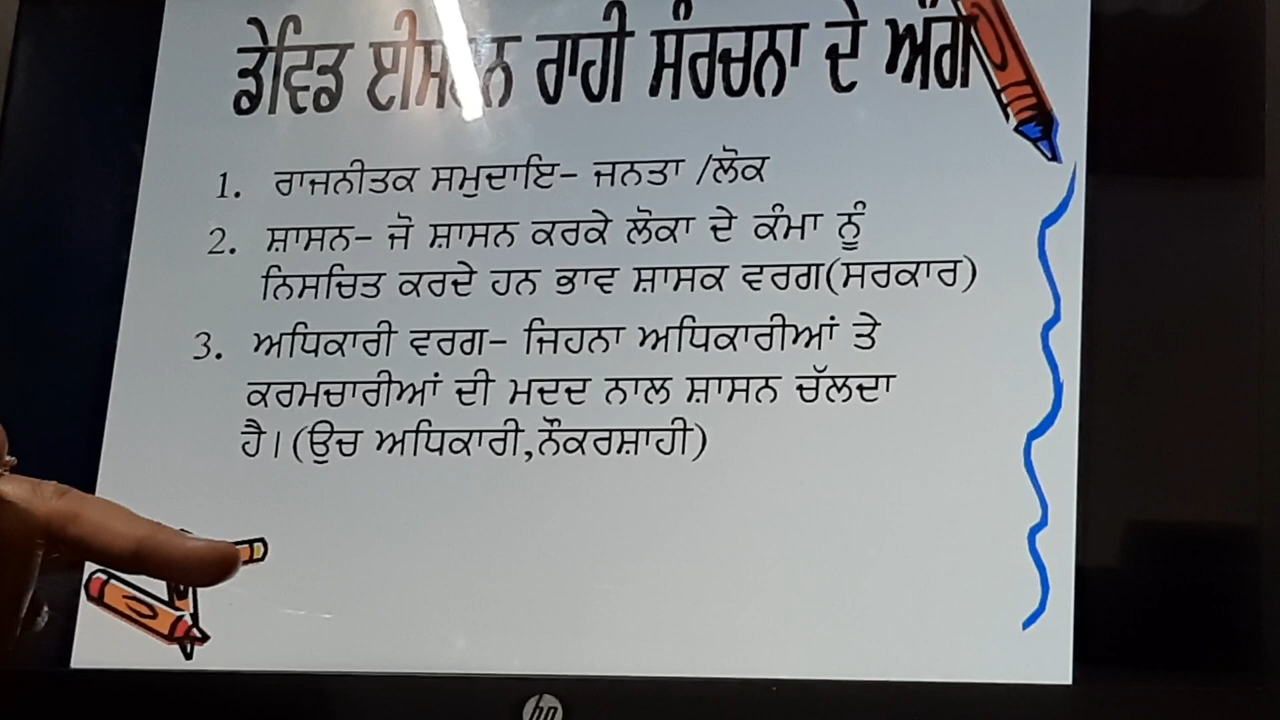 ਡੇਵਿਡ ਰਾਹੀ ਸੰਰਚਨਾ ਦੇ ਅੰਗ
1. ਰਾਜਨੀਤਕ ਸਮੁਦਾਇ- ਜਨਤਾ /ਲੋਕ
2. ਸ਼ਾਸਨ- ਜੋ ਸ਼ਾਸਨ ਕਰਕੇ ਲੋਕਾ ਦੇ ਕੰਮਾ ਨੂੰ
ਨਿਸਚਿਤ ਕਰਦੇ ਹਨ ਭਾਵ ਸ਼ਾਸਕ ਵਰਗ(ਸਰਕਾਰ)
3. ਅਧਿਕਾਰੀ ਵਰਗ- ਜਿਹਨਾ ਅਧਿਕਾਰੀਆਂ ਤੇ
ਕਰਮਚਾਰੀਆਂ ਦੀ ਮਦਦ ਨਾਲ ਸ਼ਾਸਨ ਚੱਲਦਾ
ਹੈ।(ਉਚ ਅਧਿਕਾਰੀ,ਨੌਕਰਸ਼ਾਹੀ)
hp